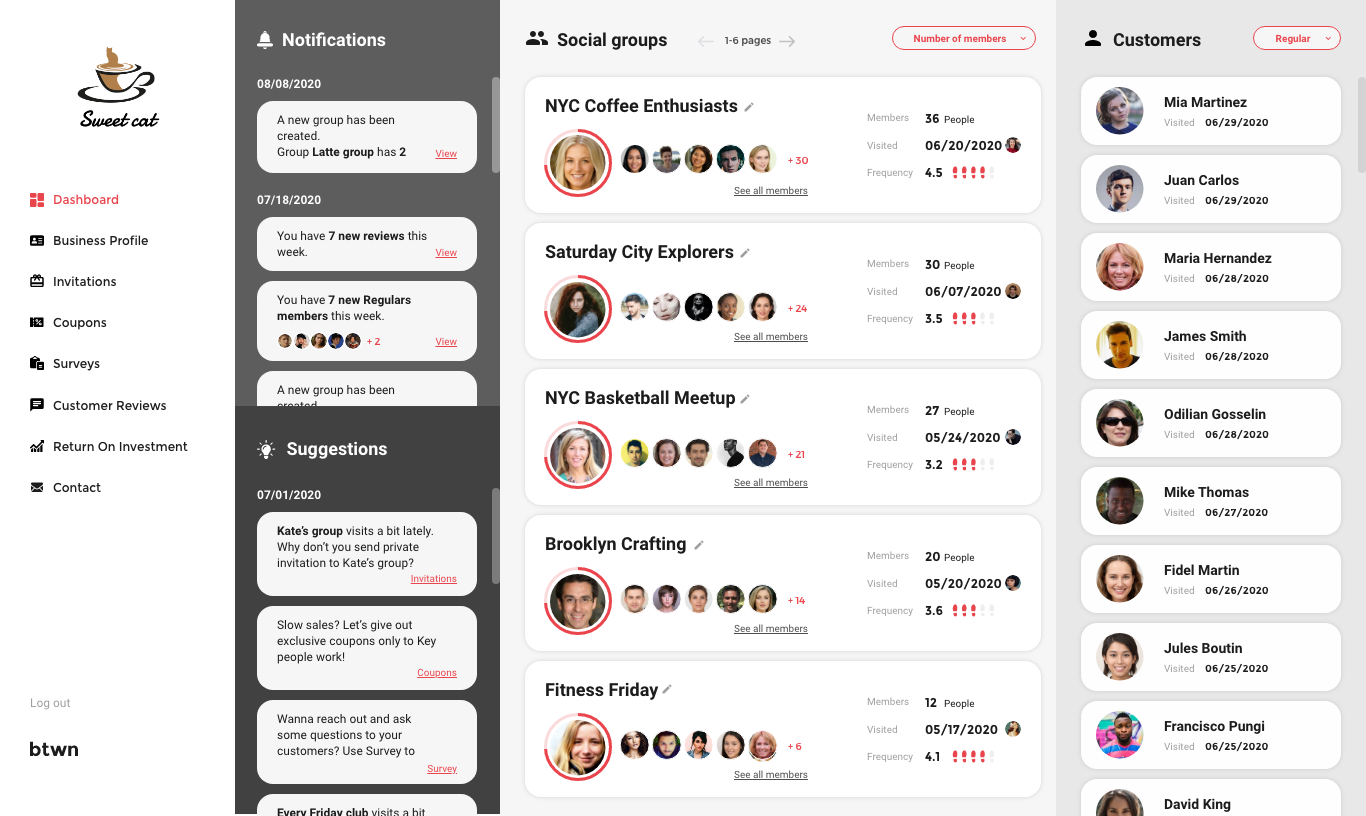 Sweet cat
Dashboard
Business Profile
Invitations
Coupons
Surveys
Customer Reviews
Return On Investment
Contact
Log out
btwn
Notifications
08/08/2020
A new group has been
created.
Group Latte group has 2
View
07/18/2020
You have 7 new reviews this
week.
View
You have 7 new Regulars
members this week.
+ 2
View
A new group has been
created.
Suggestions
07/01/2020
Kate’s group visits a bit lately.
Why don’t you send private
invitation to Kate’s group?
Invitations
Slow sales? Let’s give out
exclusive coupons only to Key
people work!
Coupons
Wanna reach out and ask
some questions to your
customers? Use Survey to
Survey
Every Friday club visits a bit
Social groups
1-6 pages
Number of members
NYC Coffee Enthusiasts
+ 30
See all members
Members 36 People
Visited 06/20/2020
Frequency 4.5
Saturday City Explorers
+ 24
See all members
Members 30 People
Visited 06/07/2020
Frequency 3.5
NYC Basketball Meetup
+ 21
See all members
Members 27 People
Visited 05/24/2020
Frequency 3.2
Brooklyn Crafting
+ 14
See all members
Members 20 People
Visited 05/20/2020
Frequency 3.6
Fitness Friday
+ 6
See all members
Members 12 People
Visited 05/17/2020
Frequency 4.1
Customers
Regular
Mia Martinez
Visited 06/29/2020
Juan Carlos
Visited 06/29/2020
Maria Hernandez
Visited 06/28/2020
James Smith
Visited 06/28/2020
Odilian Gosselin
Visited 06/28/2020
Mike Thomas
Visited 06/27/2020
Fidel Martin
Visited 06/26/2020
Jules Boutin
Visited 06/25/2020
Francisco Pungi
Visited 06/25/2020
David King